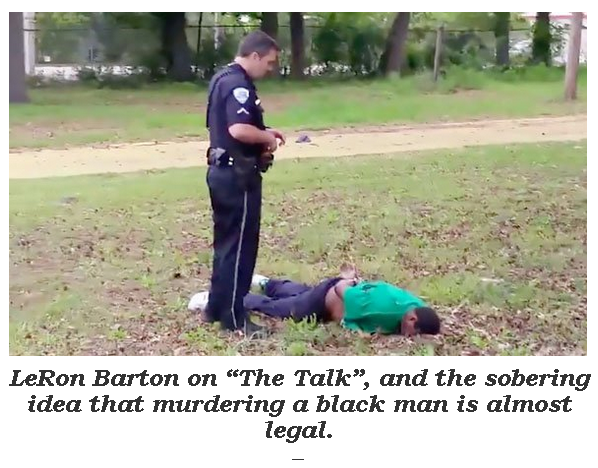 LeRon Barton on “The Talk”, and the sobering
idea that murdering a black man is almost
legal.
–